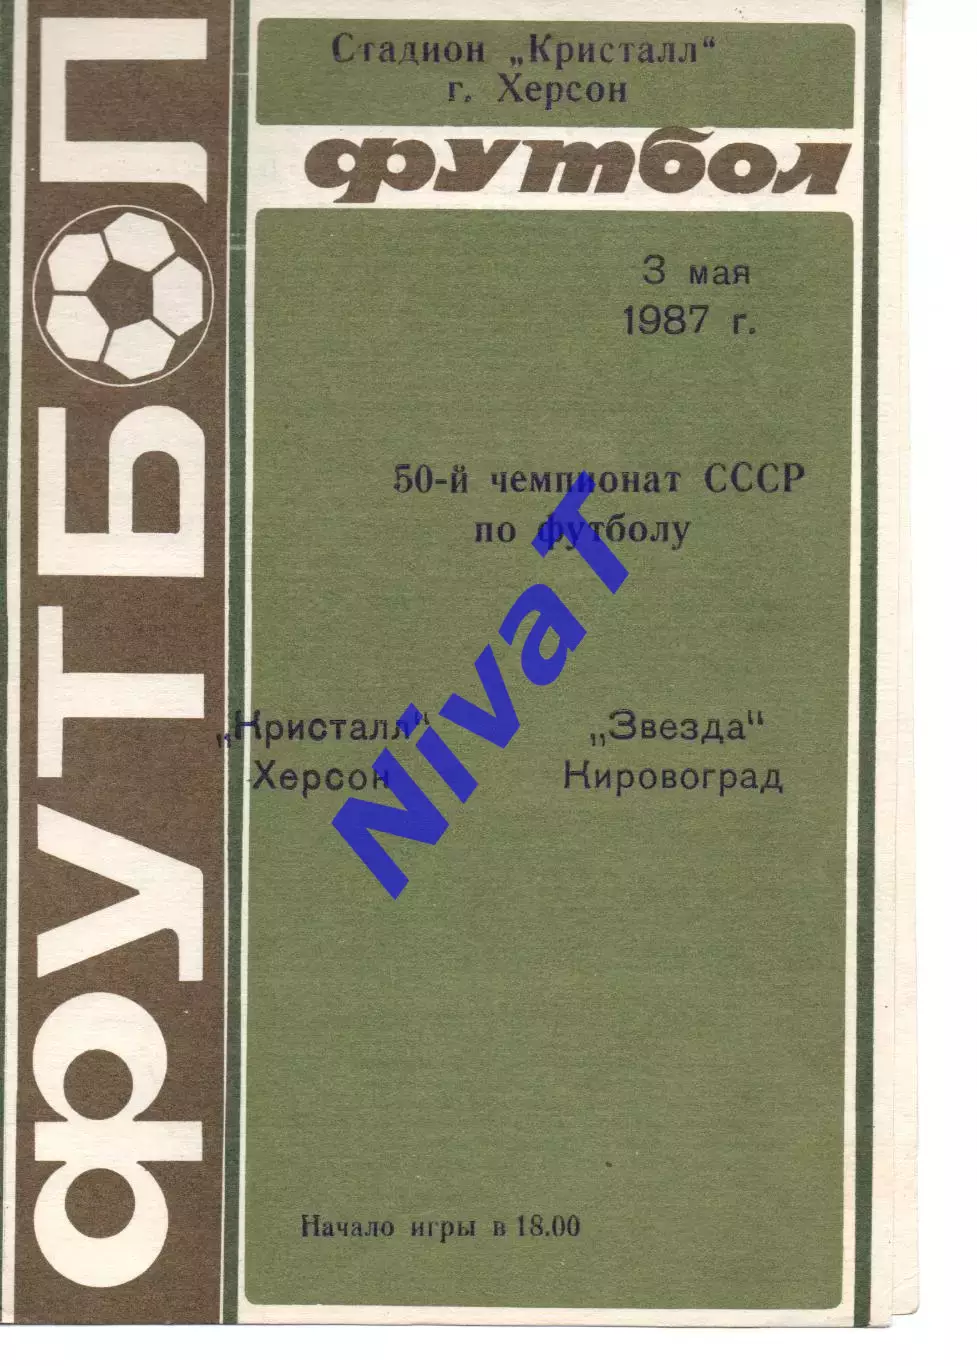 Стадион „Кристалл“
г. Херсон
футбол
ФУТБОЛ
3 мая
1987 г.
50-й чемпионат СССР
по футболу
„Кристалл“
Херсон
„Звезда“
Кировоград
NivaT
Начало игры в 18.00